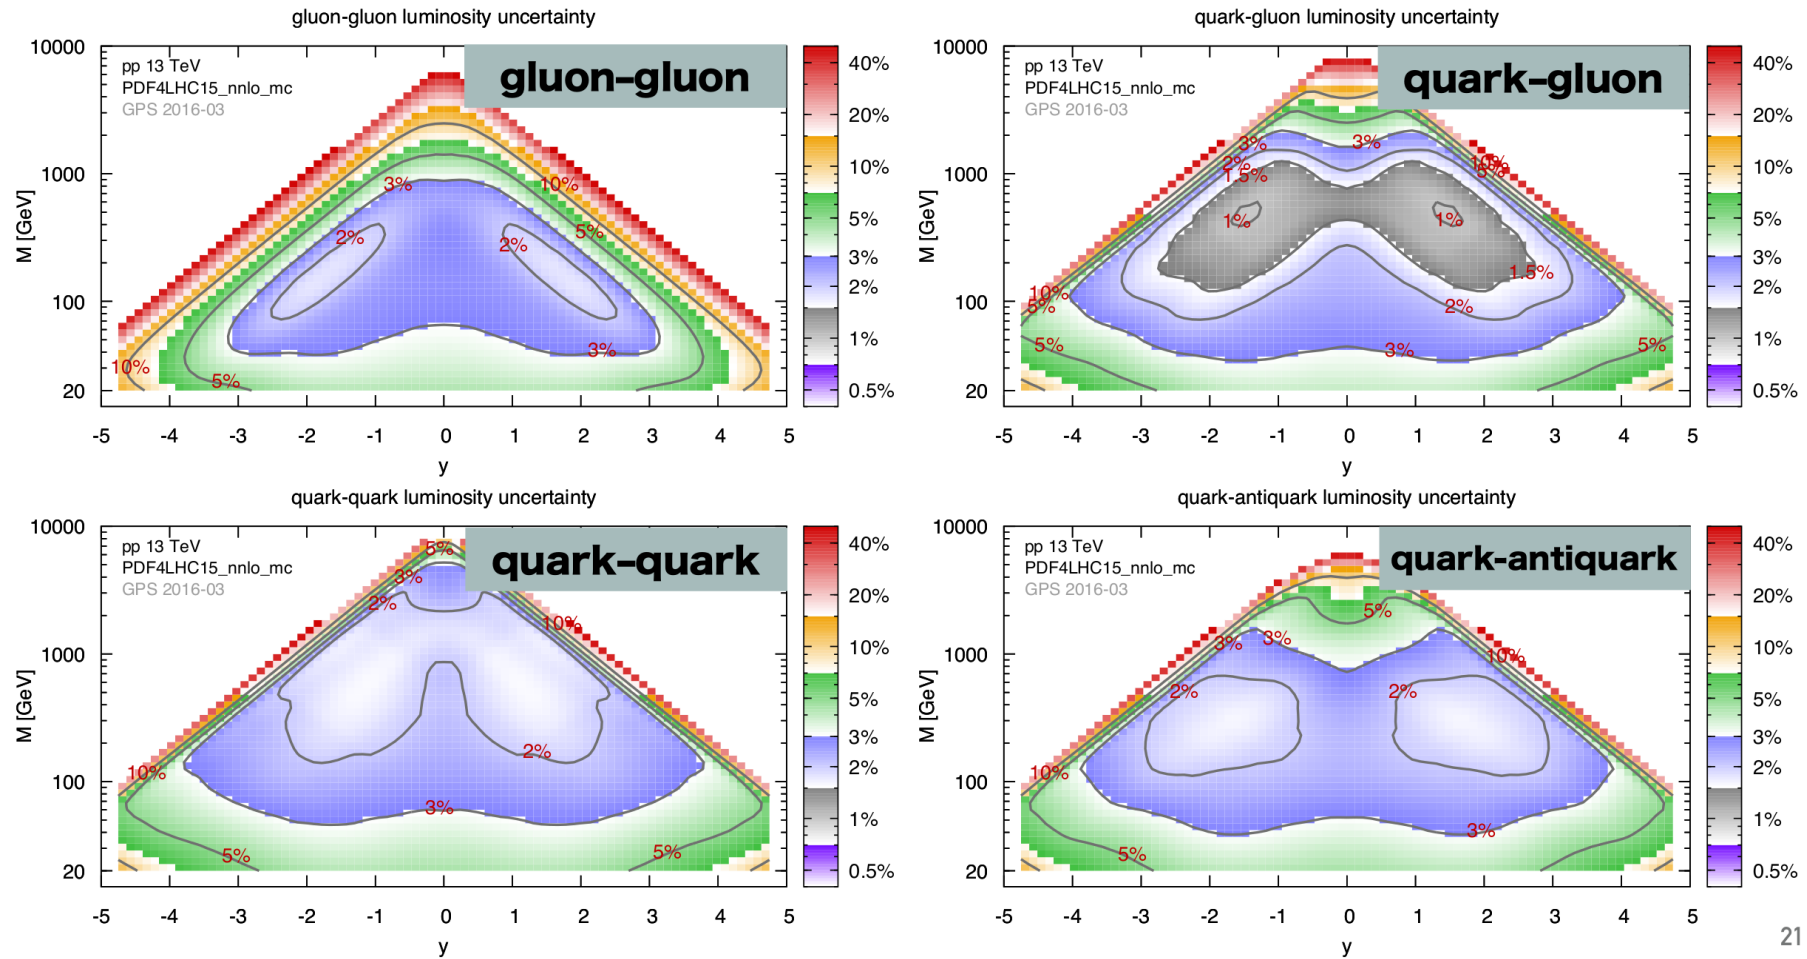 gluon-gluon luminosity uncertainty
pp 13 TeV
PDF4LHC15_nnlo_mc
GPS 2016-03
gluon–gluon
10000
1000
100
20
M [GeV]
3%
10%
2%
2%
5%
3%
10%
5%
-5 -4 -3 -2 -1 0 1 2 3 4 5
y
40%
20%
10%
5%
3%
2%
1%
0.5%
quark-gluon luminosity uncertainty
pp 13 TeV
PDF4LHC15_nnlo_mc
GPS 2016-03
quark–gluon
10000
1000
100
20
M [GeV]
3%
3%
2%
1.5%
10%
5%
1%
1%
1.5%
10%
5%
2%
5%
3%
5%
-5 -4 -3 -2 -1 0 1 2 3 4 5
y
40%
20%
10%
5%
3%
2%
1%
0.5%
quark-quark luminosity uncertainty
pp 13 TeV
PDF4LHC15_nnlo_mc
GPS 2016-03
quark–quark
10000
1000
100
20
M [GeV]
5%
3%
2%
10%
2%
10%
3%
5%
5%
-5 -4 -3 -2 -1 0 1 2 3 4 5
y
40%
20%
10%
5%
3%
2%
1%
0.5%
quark-antiquark luminosity uncertainty
pp 13 TeV
PDF4LHC15_nnlo_mc
GPS 2016-03
quark–antiquark
10000
1000
100
20
M [GeV]
5%
3%
3%
10%
2%
2%
10%
3%
5%
-5 -4 -3 -2 -1 0 1 2 3 4 5
y
40%
20%
10%
5%
3%
2%
1%
0.5%
21